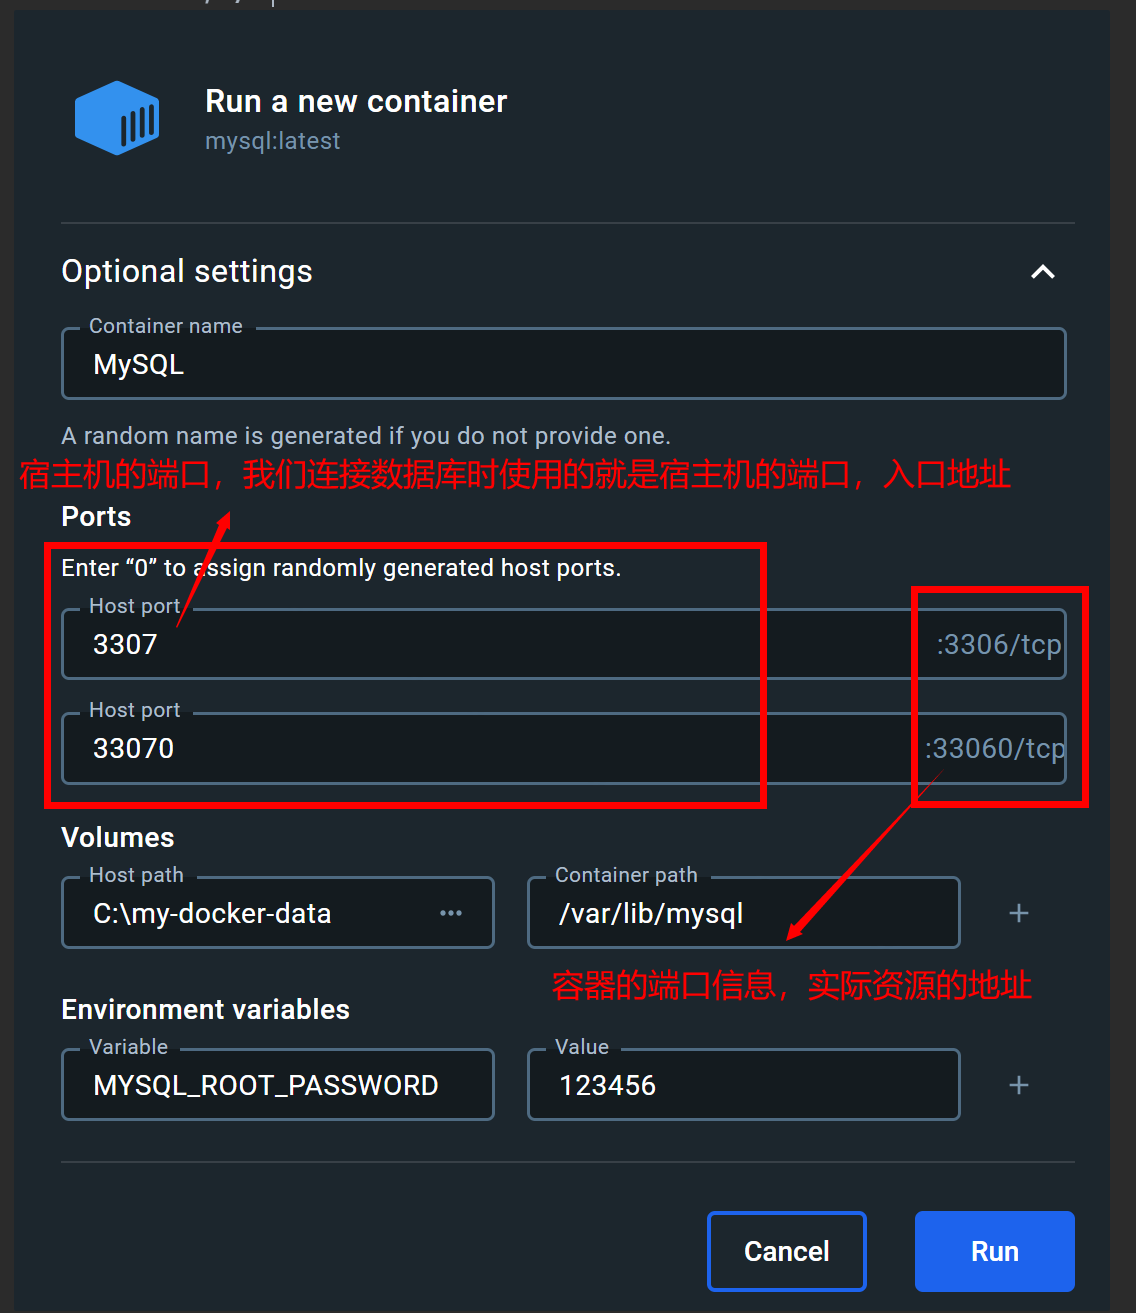 Run a new container
mysql:latest
Optional settings
Container name
MySQL
A random name is generated if you do not provide one.
宿主机的端口，我们连接数据库时使用的就是宿主机的端口，入口地址
Ports
Enter “0” to assign randomly generated host ports.
Host port
3307 :3306/tcp
Host port
33070 :33060/tcp
Volumes
Host path Container path
C:\my-docker-data ••• /var/lib/mysql +
容器的端口信息，实际资源的地址
Environment variables
Variable Value
MYSQL_ROOT_PASSWORD 123456 +
Cancel Run